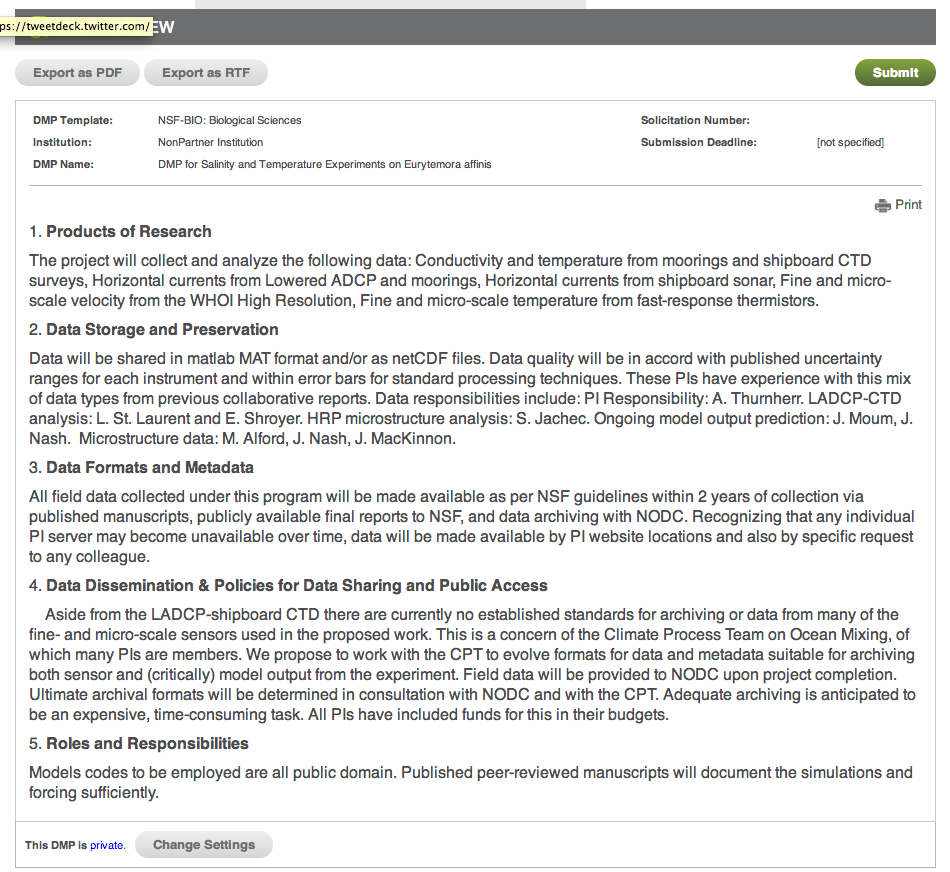 ps://tweetdeck.twitter.com/ EW
Export as PDF Export as RTF Submit
DMP Template: NSF-BIO: Biological Sciences Solicitation Number:
Institution: NonPartner Institution Submission Deadline: [not specified]
DMP Name: DMP for Salinity and Temperature Experiments on Eurytemora affinis
Print
1. Products of Research
The project will collect and analyze the following data: Conductivity and temperature from moorings and shipboard CTD
surveys, Horizontal currents from Lowered ADCP and moorings, Horizontal currents from shipboard sonar, Fine and micro-
scale velocity from the WHOI High Resolution, Fine and micro-scale temperature from fast-response thermistors.
2. Data Storage and Preservation
Data will be shared in matlab MAT format and/or as netCDF files. Data quality will be in accord with published uncertainty
ranges for each instrument and within error bars for standard processing techniques. These PIs have experience with this mix
of data types from previous collaborative reports. Data responsibilities include: PI Responsibility: A. Thurnherr. LADCP-CTD
analysis: L. St. Laurent and E. Shroyer. HRP microstructure analysis: S. Jachec. Ongoing model output prediction: J. Moum, J.
Nash. Microstructure data: M. Alford, J. Nash, J. MacKinnon.
3. Data Formats and Metadata
All field data collected under this program will be made available as per NSF guidelines within 2 years of collection via
published manuscripts, publicly available final reports to NSF, and data archiving with NODC. Recognizing that any individual
PI server may become unavailable over time, data will be made available by PI website locations and also by specific request
to any colleague.
4. Data Dissemination & Policies for Data Sharing and Public Access
Aside from the LADCP-shipboard CTD there are currently no established standards for archiving or data from many of the
fine- and micro-scale sensors used in the proposed work. This is a concern of the Climate Process Team on Ocean Mixing, of
which many PIs are members. We propose to work with the CPT to evolve formats for data and metadata suitable for archiving
both sensor and (critically) model output from the experiment. Field data will be provided to NODC upon project completion.
Ultimate archival formats will be determined in consultation with NODC and with the CPT. Adequate archiving is anticipated to
be an expensive, time-consuming task. All PIs have included funds for this in their budgets.
5. Roles and Responsibilities
Models codes to be employed are all public domain. Published peer-reviewed manuscripts will document the simulations and
forcing sufficiently.
This DMP is private. Change Settings